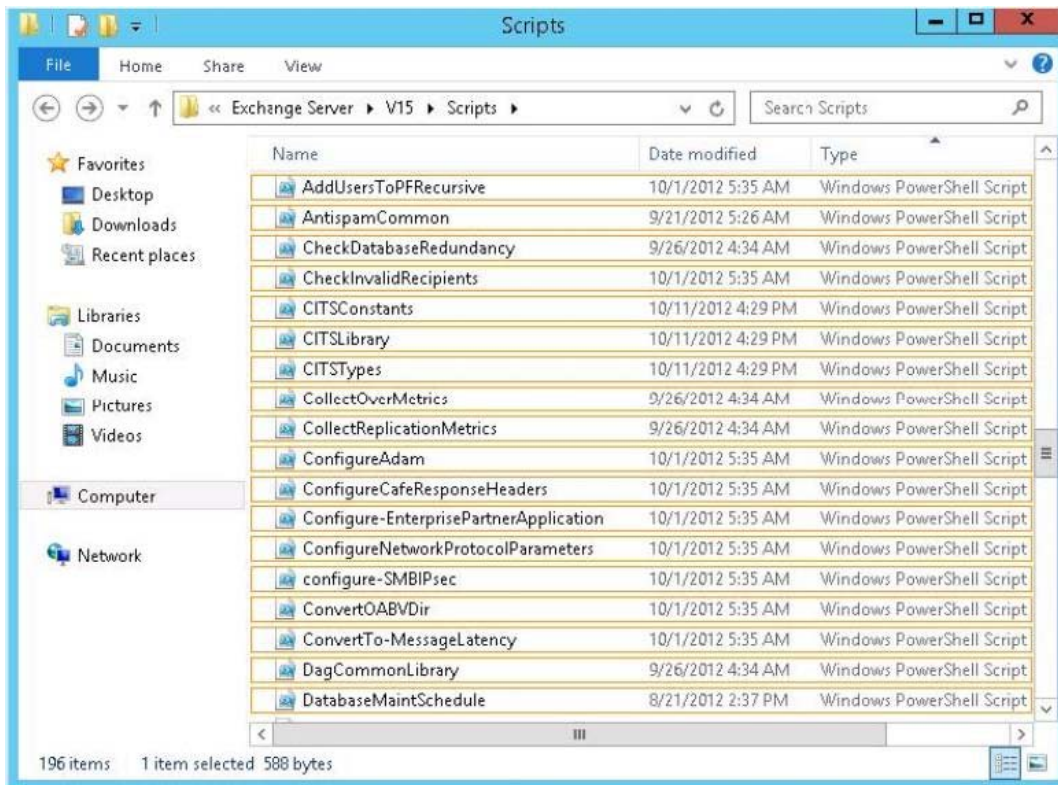 Scripts
File Home Share View
« Exchange Server ▸ V15 ▸ Scripts ▸ Search Scripts
Name Date modified Type
Favorites
Desktop
Downloads
Recent places
Libraries
Documents
Music
Pictures
Videos
Computer
Network
AddUsersToPFRecursive 10/1/2012 5:35 AM Windows PowerShell Script
AntispamCommon 9/21/2012 5:26 AM Windows PowerShell Script
CheckDatabaseRedundancy 9/26/2012 4:34 AM Windows PowerShell Script
CheckInvalidRecipients 10/1/2012 5:35 AM Windows PowerShell Script
CITSConstants 10/11/2012 4:29 PM Windows PowerShell Script
CITSLibrary 10/11/2012 4:29 PM Windows PowerShell Script
CITSTypes 10/11/2012 4:29 PM Windows PowerShell Script
CollectOverMetrics 9/26/2012 4:34 AM Windows PowerShell Script
CollectReplicationMetrics 9/26/2012 4:34 AM Windows PowerShell Script
ConfigureAdam 10/1/2012 5:35 AM Windows PowerShell Script
ConfigureCafeResponseHeaders 10/1/2012 5:35 AM Windows PowerShell Script
Configure-EnterprisePartnerApplication 10/1/2012 5:35 AM Windows PowerShell Script
ConfigureNetworkProtocolParameters 10/1/2012 5:35 AM Windows PowerShell Script
configure-SMBIPsec 10/1/2012 5:35 AM Windows PowerShell Script
ConvertOABVDir 10/1/2012 5:35 AM Windows PowerShell Script
ConvertTo-MessageLatency 10/1/2012 5:35 AM Windows PowerShell Script
DagCommonLibrary 9/26/2012 4:34 AM Windows PowerShell Script
DatabaseMaintSchedule 8/21/2012 2:37 PM Windows PowerShell Script
196 items 1 item selected 588 bytes